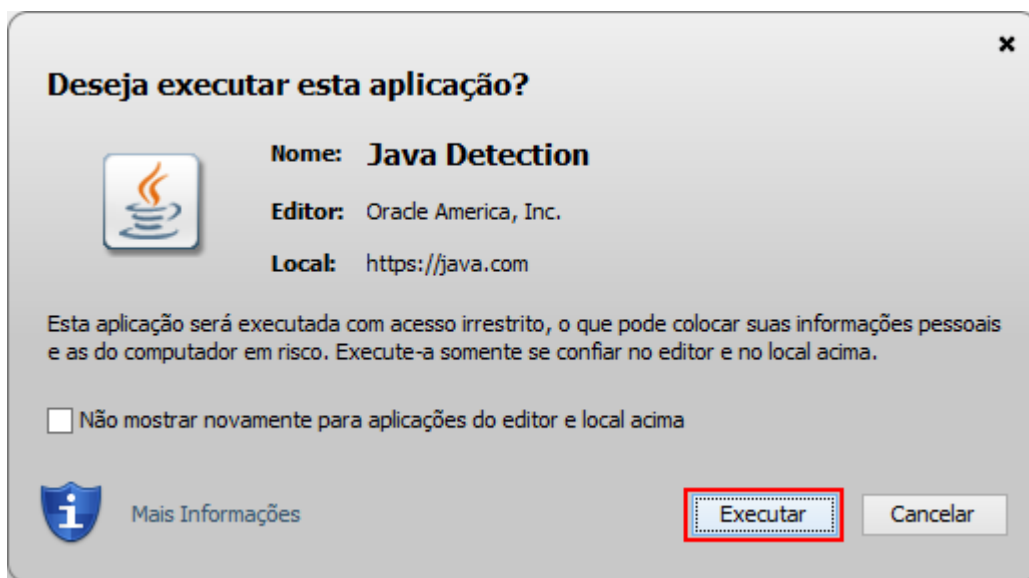 Deseja executar esta aplicação?
Nome: Java Detection
Editor: Oracle America, Inc.
Local: https://java.com
Esta aplicação será executada com acesso irrestrito, o que pode colocar suas informações pessoais
e as do computador em risco. Execute-a somente se confiar no editor e no local acima.
Não mostrar novamente para aplicações do editor e local acima
Mais Informações
Executar
Cancelar